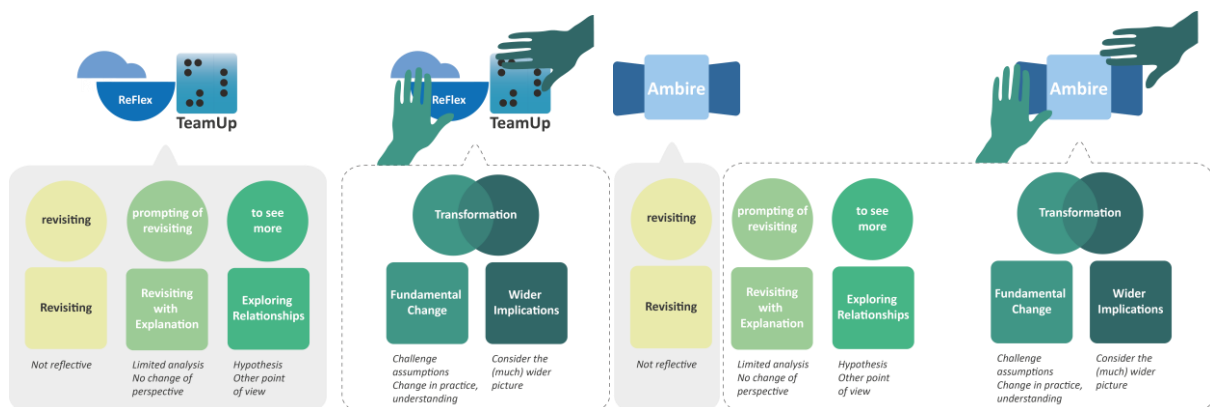 ReFlex
TeamUp
ReFlex
TeamUp
Ambire
Ambire
revisiting
prompting of
revisiting
to see
more
Transformation
revisiting
prompting of
revisiting
to see
more
Transformation
Revisiting
Revisiting
with
Explanation
Exploring
Relationships
Fundamental
Change
Wider
Implications
Revisiting
Revisiting
with
Explanation
Exploring
Relationships
Fundamental
Change
Wider
Implications
Not reflective
Limited analysis
No change of
perspective
Hypothesis
Other point
of view
Challenge
assumptions
Change in practice,
understanding
Consider the
(much) wider
picture
Not reflective
Limited analysis
No change of
perspective
Hypothesis
Other point
of view
Challenge
assumptions
Change in practice,
understanding
Consider the
(much) wider
picture